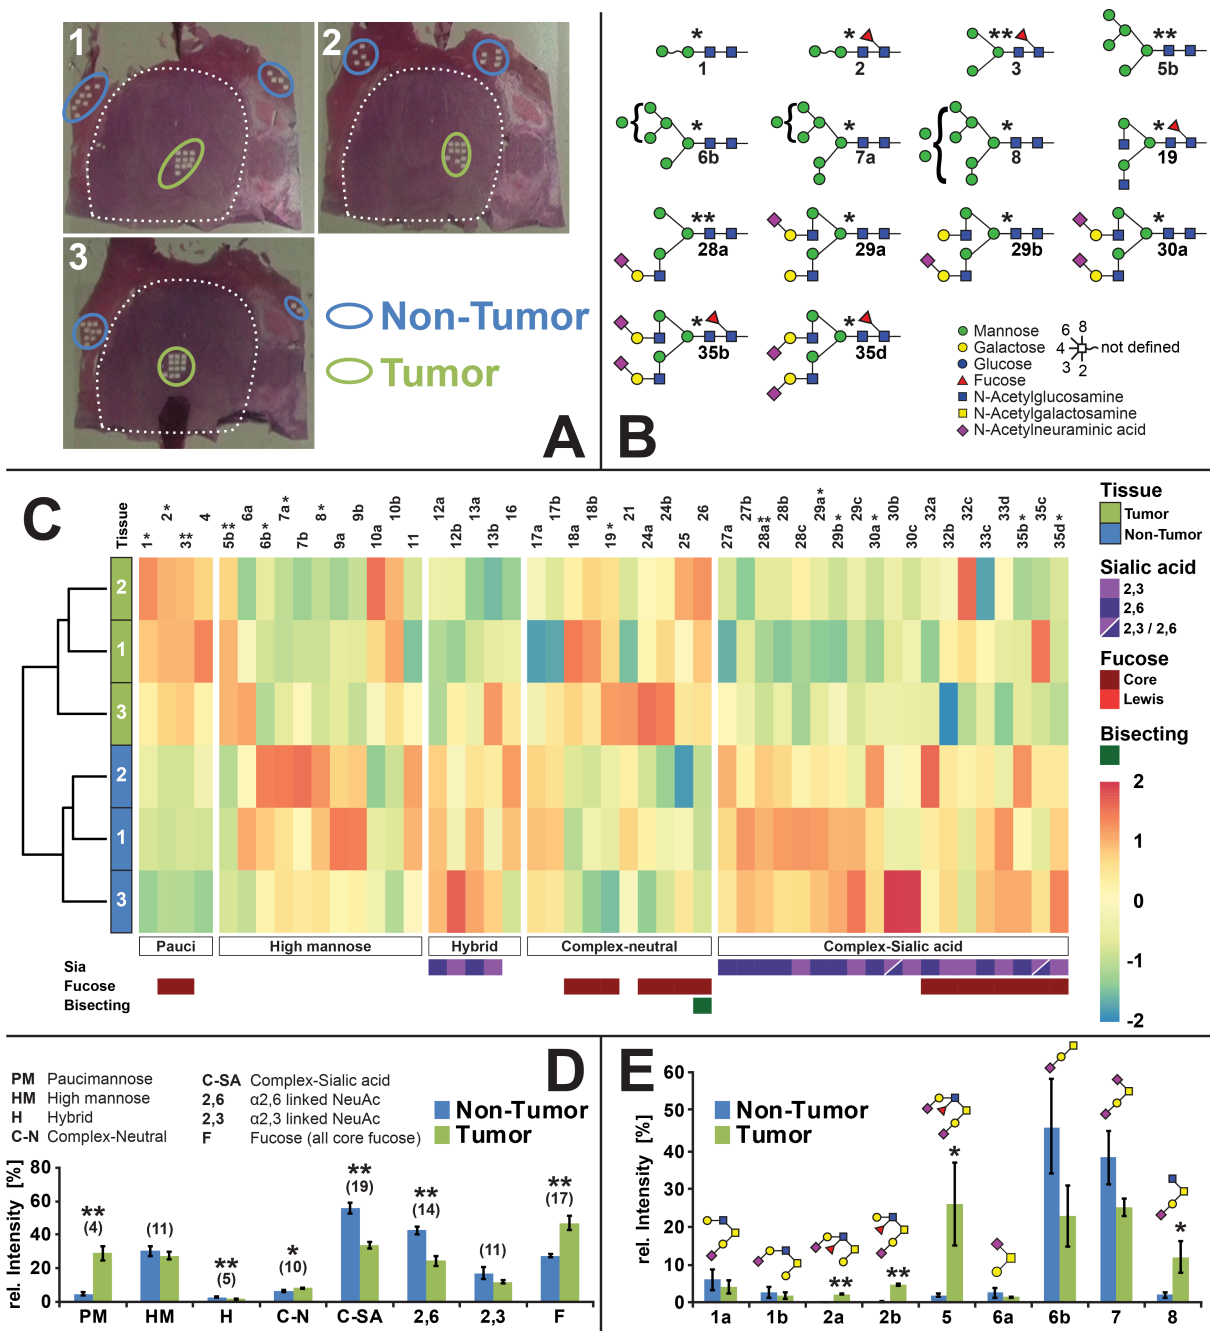 1
2
3
Non-Tumor
Tumor
A
*
1
*
2
**
3
**
5b
*
6b
*
7a
*
8
*
19
**
28a
*
29a
*
29b
*
30a
*
35b
*
35d
Mannose
Galactose
Glucose
Fucose
N-Acetylglucosamine
N-Acetylgalactosamine
N-Acetylneuraminic acid
6 8
4 not defined
3 2
B
C
Tissue
1*
2*
3**
4
5b**
6a
6b*
7a*
7b
8*
9a
9b
10a
10b
11
12a
12b
13a
13b
16
17a
17b
18a
18b
19*
21
24a
24b
25
26
27a
27b
28a**
28b
28c
29a*
29b*
29c
30a*
30b
30c
32a
32b
32c
33c
33d
35b*
35c
35d*
2
1
3
2
1
3
Pauci
High mannose
Hybrid
Complex-neutral
Complex-Sialic acid
Sia
Fucose
Bisecting
Tissue
Tumor
Non-Tumor
Sialic acid
2,3
2,6
2,3 / 2,6
Fucose
Core
Lewis
Bisecting
2
1
0
-1
-2
PM Paucimannose
HM High mannose
H Hybrid
C-N Complex-Neutral
C-SA Complex-Sialic acid
2,6 α2,6 linked NeuAc
2,3 α2,3 linked NeuAc
F Fucose (all core fucose)
D
Non-Tumor
Tumor
rel. Intensity [%]
80
60
40
20
0
**
(4)
(11)
**
(5)
*
(10)
**
(19)
**
(14)
(11)
**
(17)
PM HM H C-N C-SA 2,6 2,3 F
E
Non-Tumor
Tumor
rel. Intensity [%]
60
50
40
30
20
10
0
**
**
*
*
1a 1b 2a 2b 5 6a 6b 7 8